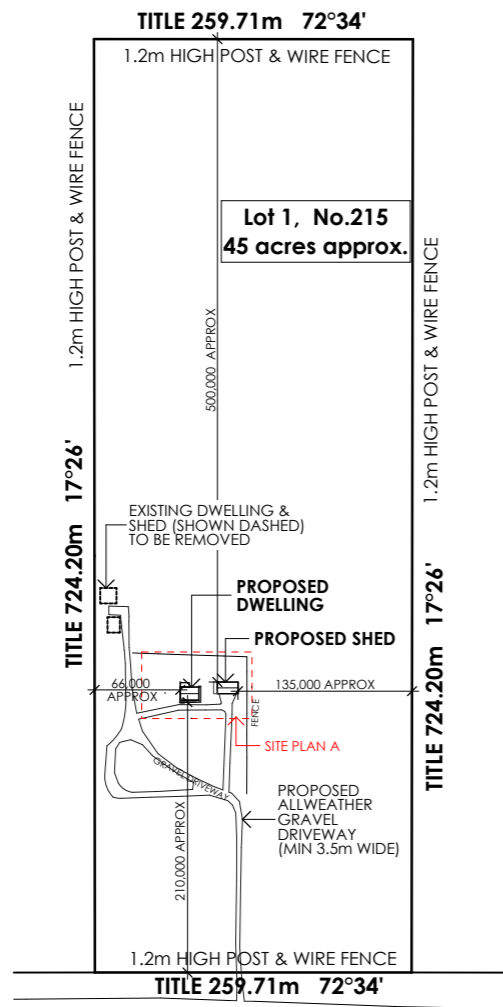 TITLE 259.71m 72°34'
1.2m HIGH POST & WIRE FENCE
1.2m HIGH POST & WIRE FENCE
Lot 1, No.215
45 acres approx.
1.2m HIGH POST & WIRE FENCE
500,000 APPROX
TITLE 724.20m 17°26'
EXISTING DWELLING &
SHED (SHOWN DASHED)
TO BE REMOVED
PROPOSED
DWELLING
PROPOSED SHED
66,000
APPROX
135,000 APPROX
FENCE
TITLE 724.20m 17°26'
SITE PLAN A
GRAVEL DRIVEWAY
PROPOSED
ALLWEATHER
GRAVEL
DRIVEWAY
(MIN 3.5m WIDE)
210,000 APPROX
1.2m HIGH POST & WIRE FENCE
TITLE 259.71m 72°34'